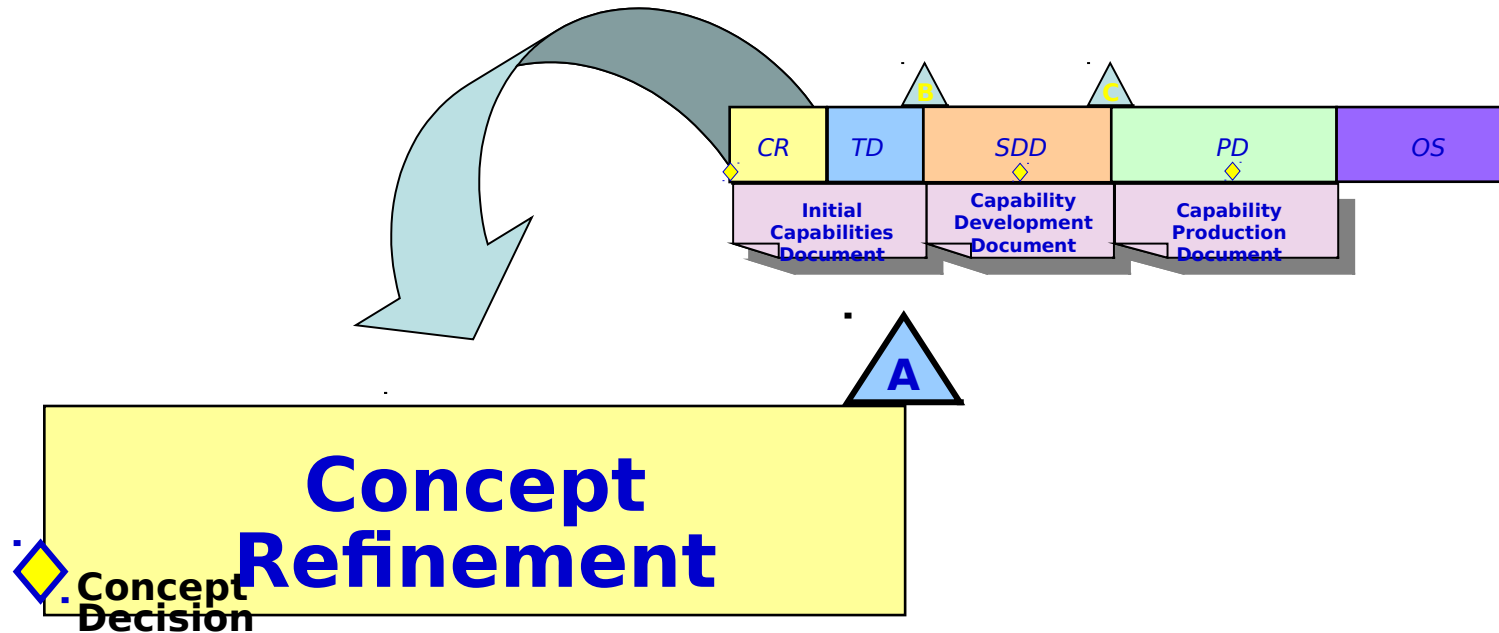 B
C
CR
TD
SDD
PD
OS
Initial
Capabilities
Document
Capability
Development
Document
Capability
Production
Document
A
Concept
Refinement
Concept
Decision